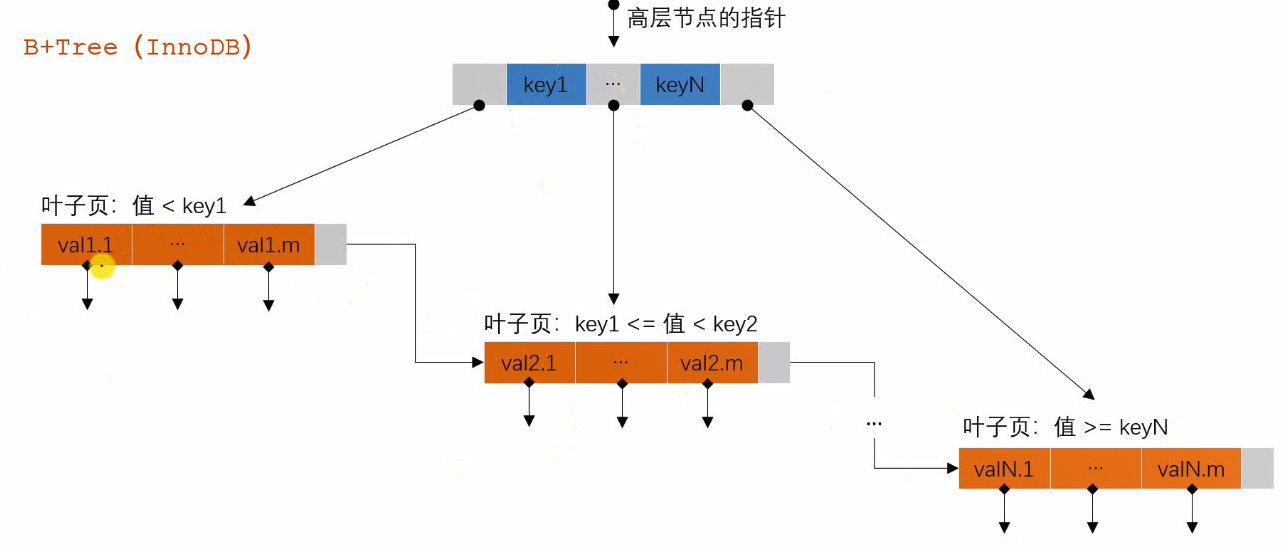 高层节点的指针
B+Tree (InnoDB)
key1 ... keyN
叶子页: 值 < key1
val1.1 ... val1.m
叶子页: key1 <= 值 < key2
val2.1 ... val2.m
...
叶子页: 值 >= keyN
valN.1 ... valN.m